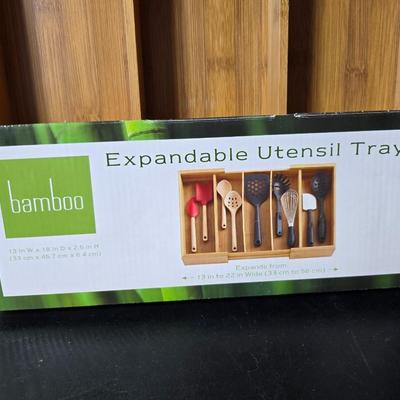 Expandable Utensil Tray
bamboo
13 in W x 18 in D x 2.5 in H
(33 cm x 45.7 cm x 6.4 cm)
Expands from
13 in to 22 in Wide (33 cm to 56 cm)